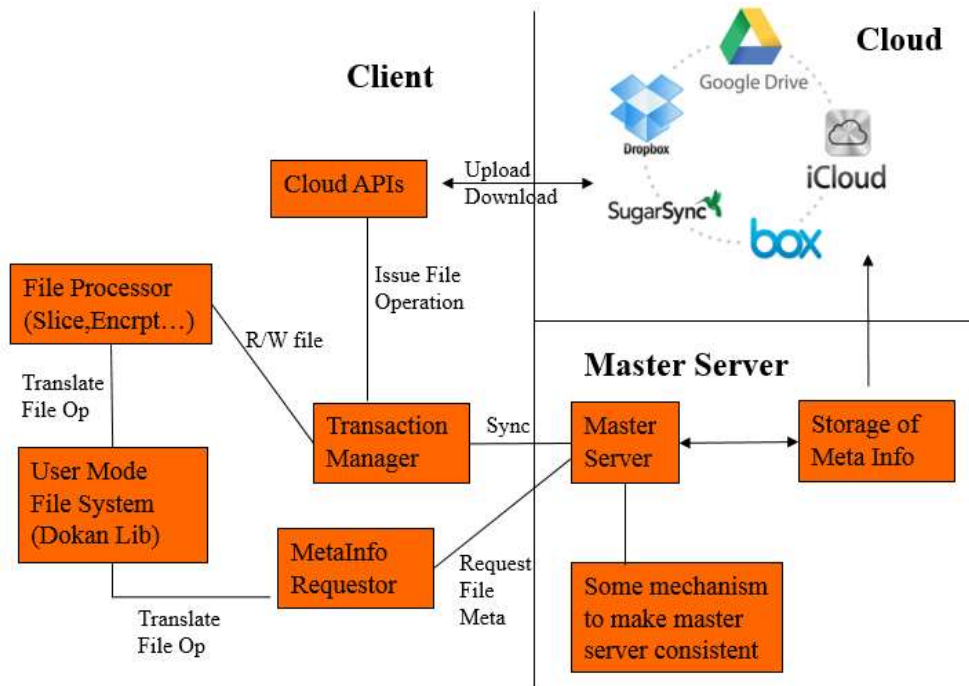 Client
Cloud
Google Drive
Dropbox
iCloud
SugarSync
box
Cloud APIs
Upload
Download
Issue File
Operation
File Processor
(Slice,Encrpt…)
R/W file
Translate
File Op
Master Server
Transaction
Manager
Sync
Master
Server
Storage of
Meta Info
User Mode
File System
(Dokan Lib)
MetaInfo
Requestor
Request
File
Meta
Some mechanism
to make master
server consistent
Translate
File Op